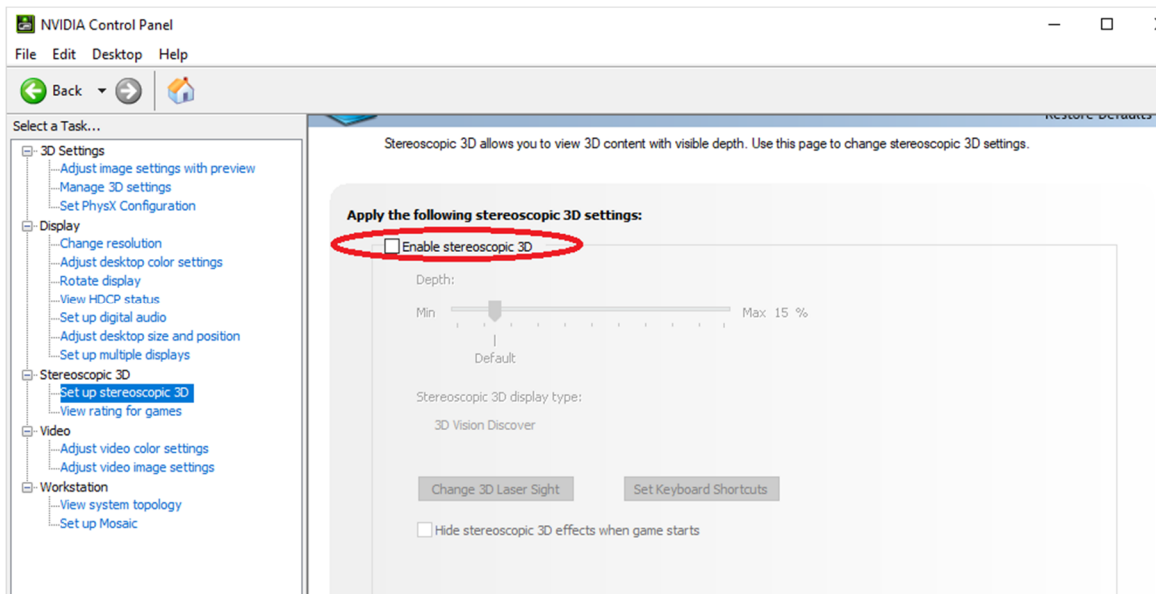 NVIDIA Control Panel
File Edit Desktop Help
Back
Select a Task...
Restore Defaults
3D Settings
Adjust image settings with preview
Manage 3D settings
Set PhysX Configuration
Display
Change resolution
Adjust desktop color settings
Rotate display
View HDCP status
Set up digital audio
Adjust desktop size and position
Set up multiple displays
Stereoscopic 3D
Set up stereoscopic 3D
View rating for games
Video
Adjust video color settings
Adjust video image settings
Workstation
View system topology
Set up Mosaic
Stereoscopic 3D allows you to view 3D content with visible depth. Use this page to change stereoscopic 3D settings.
Apply the following stereoscopic 3D settings:
Enable stereoscopic 3D
Depth:
Min Max 15 %
Default
Stereoscopic 3D display type:
3D Vision Discover
Change 3D Laser Sight Set Keyboard Shortcuts
Hide stereoscopic 3D effects when game starts